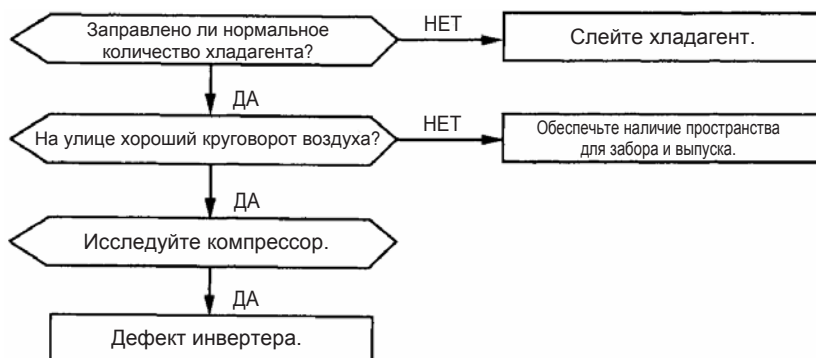 Заправлено ли нормальное
количество хладагента?
НЕТ
Слейте хладагент.
ДА
На улице хороший круговорот воздуха?
НЕТ
Обеспечьте наличие пространства
для забора и выпуска.
ДА
Исследуйте компрессор.
ДА
Дефект инвертера.